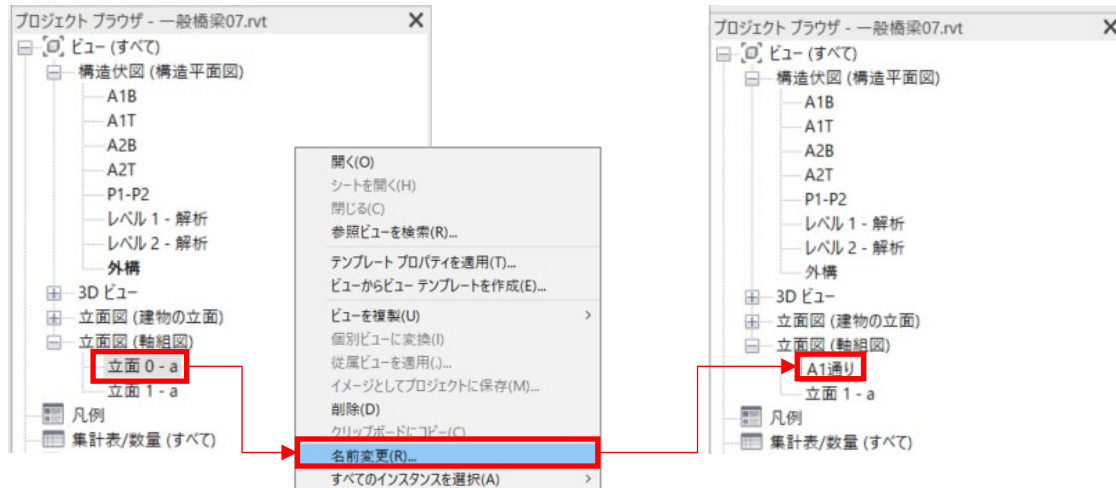 プロジェクト ブラウザ - 一般橋梁07.rvt
ビュー (すべて)
構造伏図 (構造平面図)
A1B
A1T
A2B
A2T
P1-P2
レベル 1 - 解析
レベル 2 - 解析
外構
3D ビュー
立面図 (建物の立面)
立面図 (軸組図)
立面 0 - a
立面 1 - a
凡例
集計表/数量 (すべて)
開く(O)
シートを開く(H)
閉じる(C)
参照ビューを検索(R)...
テンプレート プロパティを適用(T)...
ビューからビュー テンプレートを作成(E)...
ビューを複製(U)
個別ビューに変換(I)
従属ビューを適用(.)...
イメージとしてプロジェクトに保存(M)...
削除(D)
クリップボードにコピー(C)
名前変更(R)...
すべてのインスタンスを選択(A)
プロジェクト ブラウザ - 一般橋梁07.rvt
ビュー (すべて)
構造伏図 (構造平面図)
A1B
A1T
A2B
A2T
P1-P2
レベル 1 - 解析
レベル 2 - 解析
外構
3D ビュー
立面図 (建物の立面)
立面図 (軸組図)
A1通り
立面 1 - a
凡例
集計表/数量 (すべて)